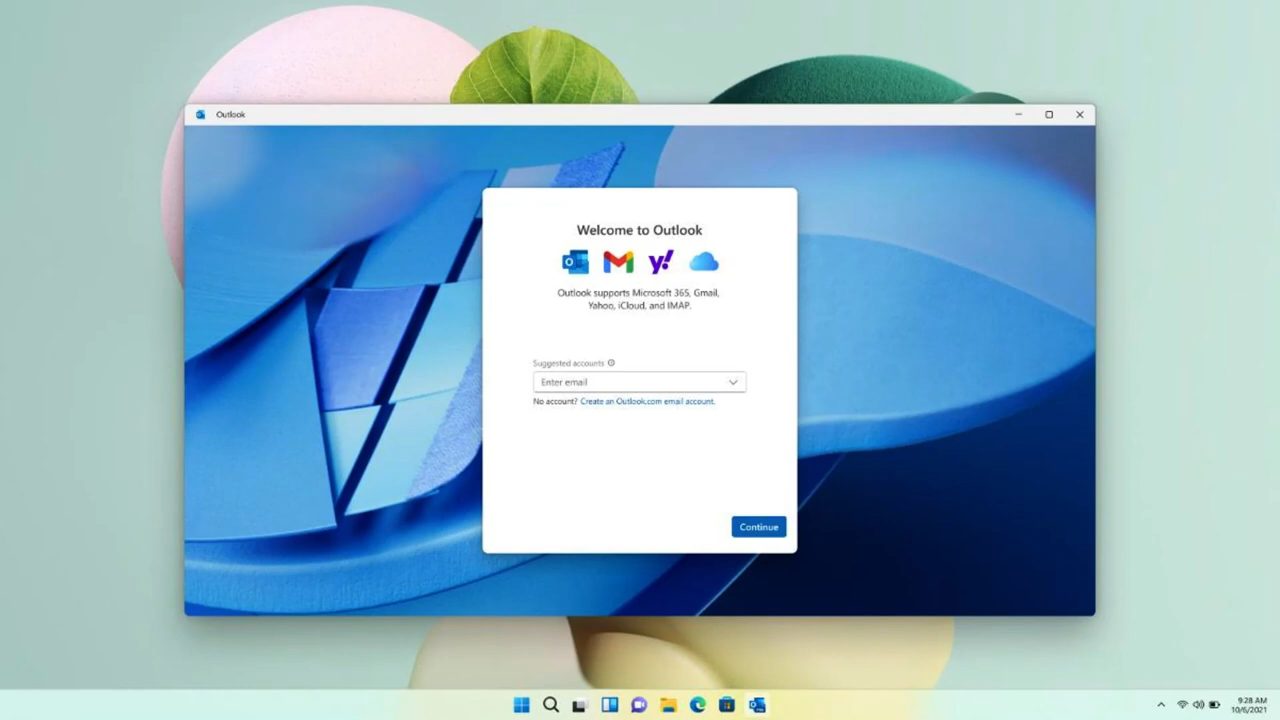 Outlook
Welcome to Outlook
Outlook supports Microsoft 365, Gmail,
Yahoo, iCloud, and IMAP.
Suggested accounts
Enter email
No account? Create an Outlook.com email account.
Continue
9:28 AM
10/6/2021